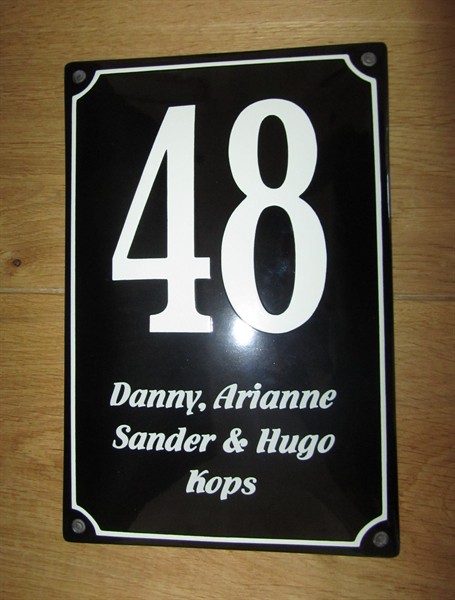 48
Danny, Arianne
Sander & Hugo
Kops